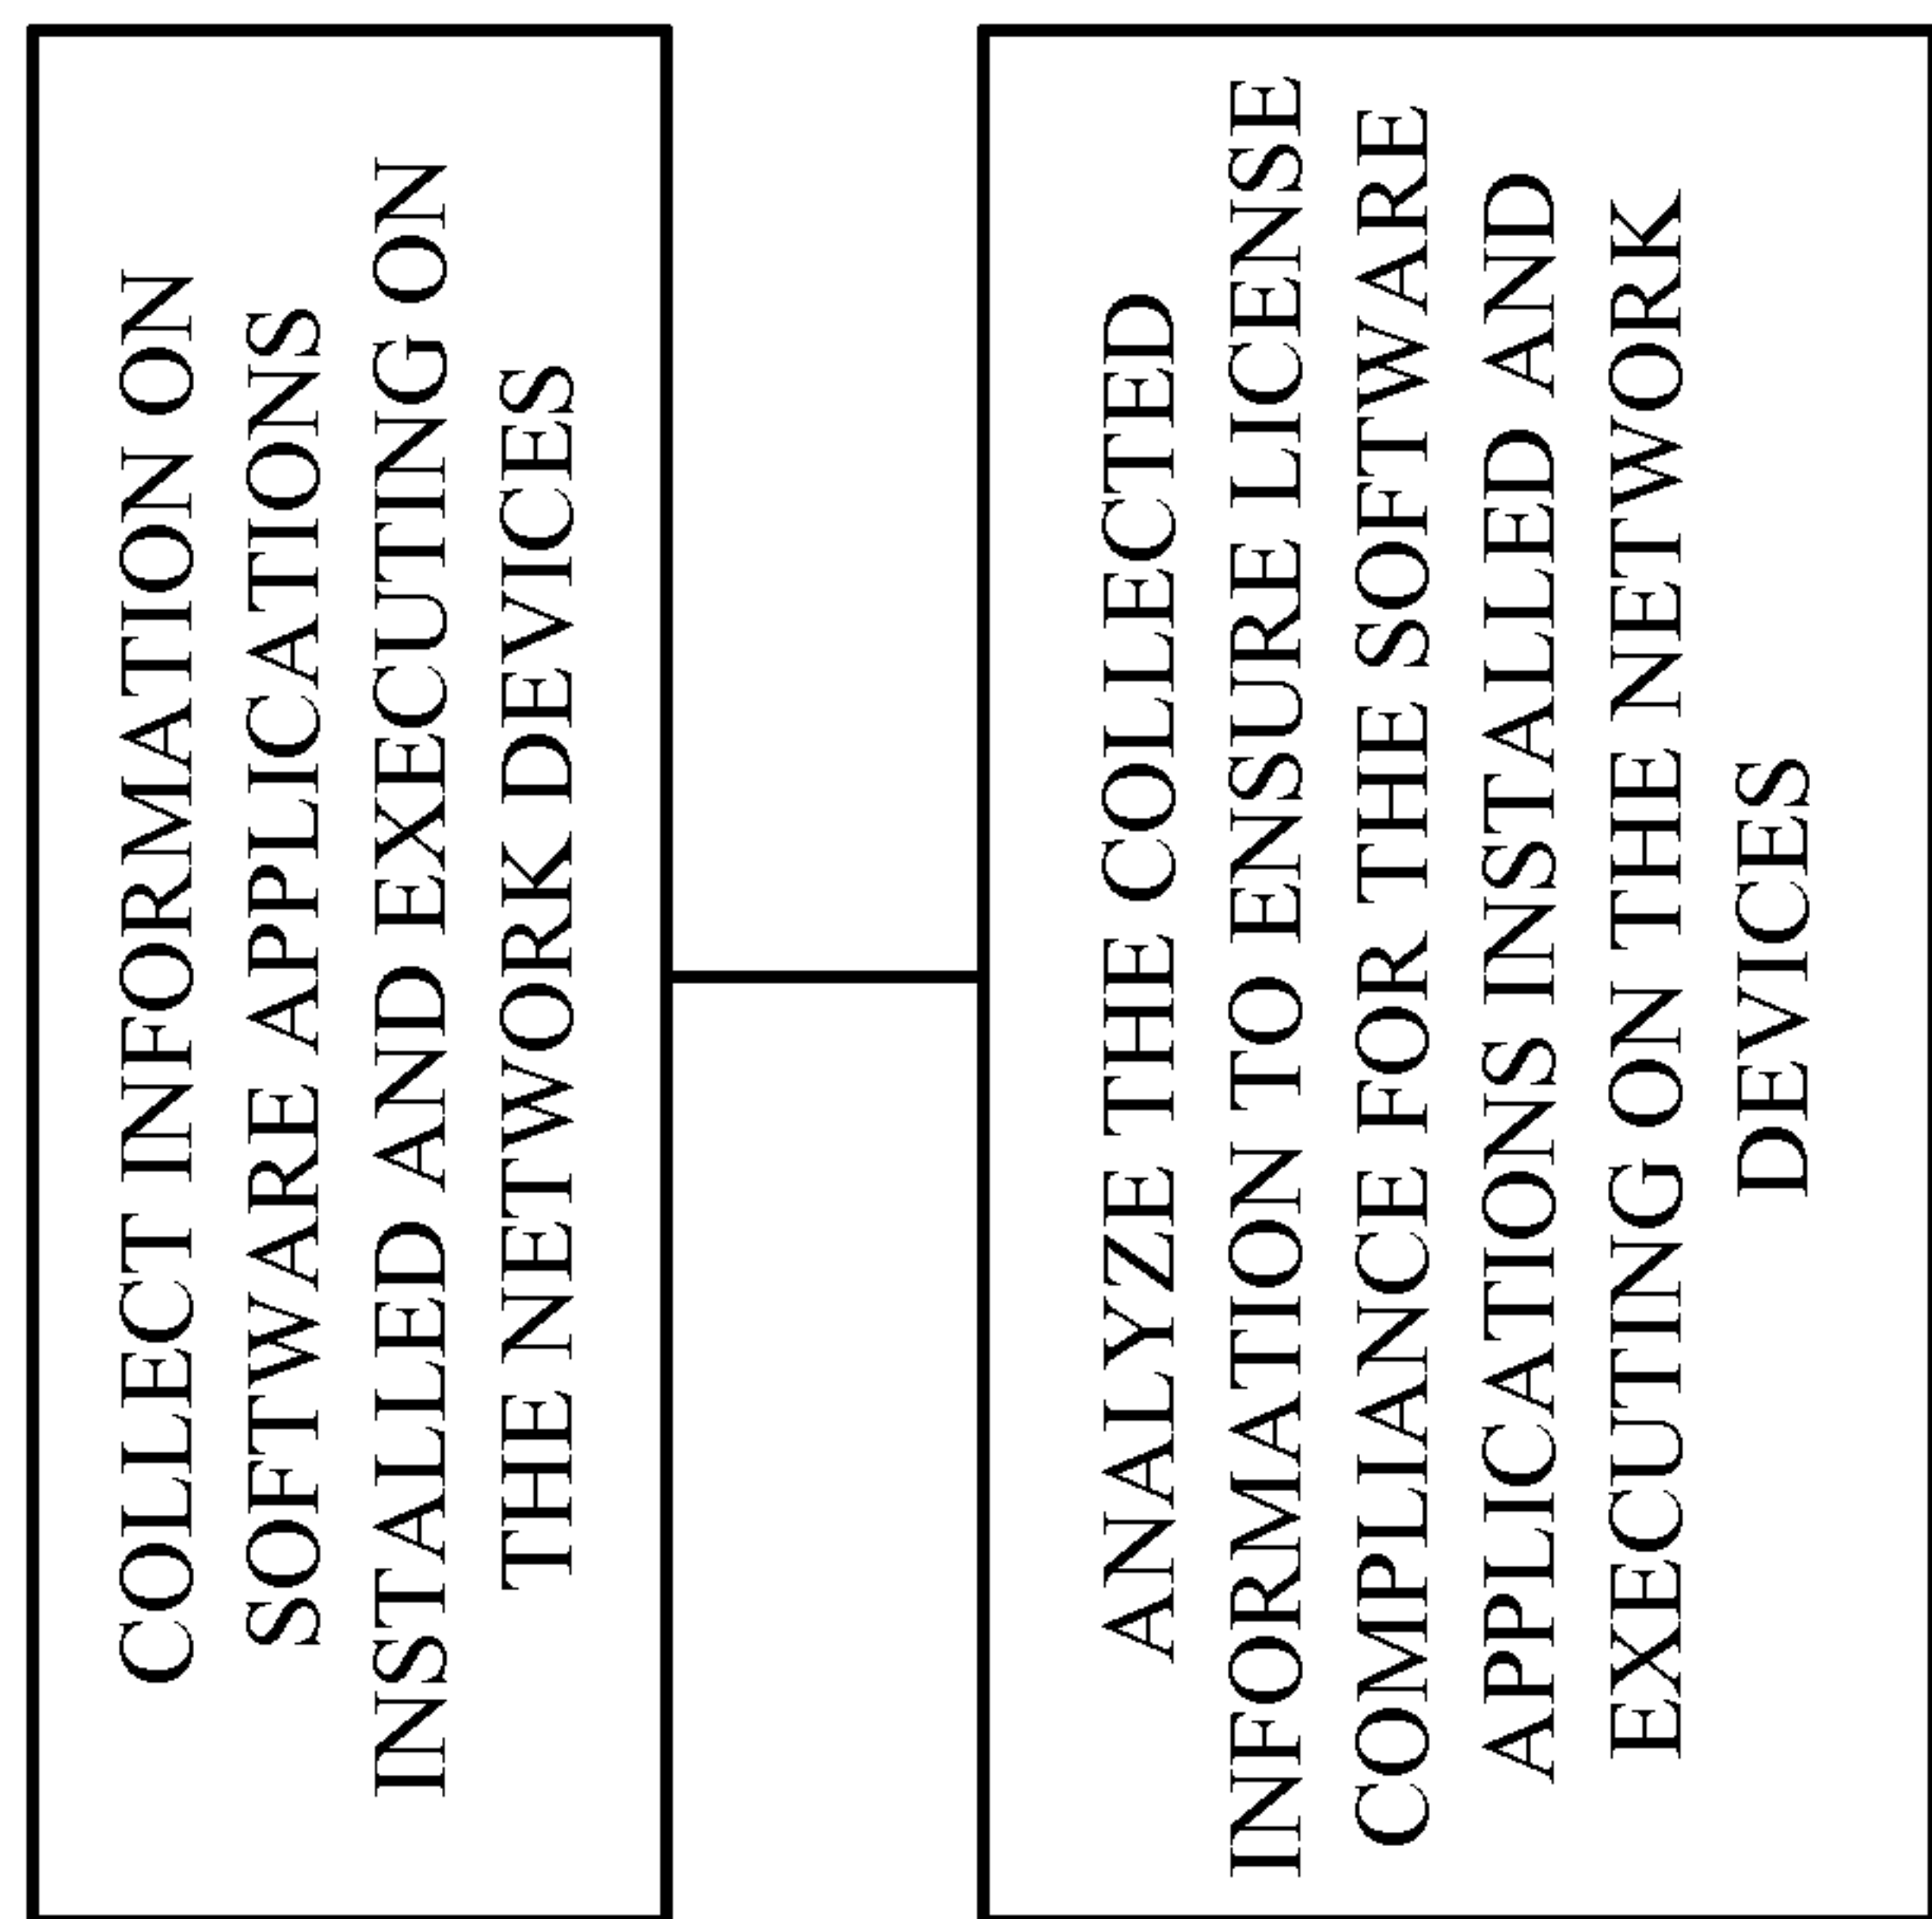 COLLECT INFORMATION ON
SOFTWARE APPLICATIONS
INSTALLED AND EXECUTING ON
THE NETWORK DEVICES
ANALYZE THE COLLECTED
INFORMATION TO ENSURE LICENSE
COMPLIANCE FOR THE SOFTWARE
APPLICATIONS INSTALLED AND
EXECUTING ON THE NETWORK
DEVICES